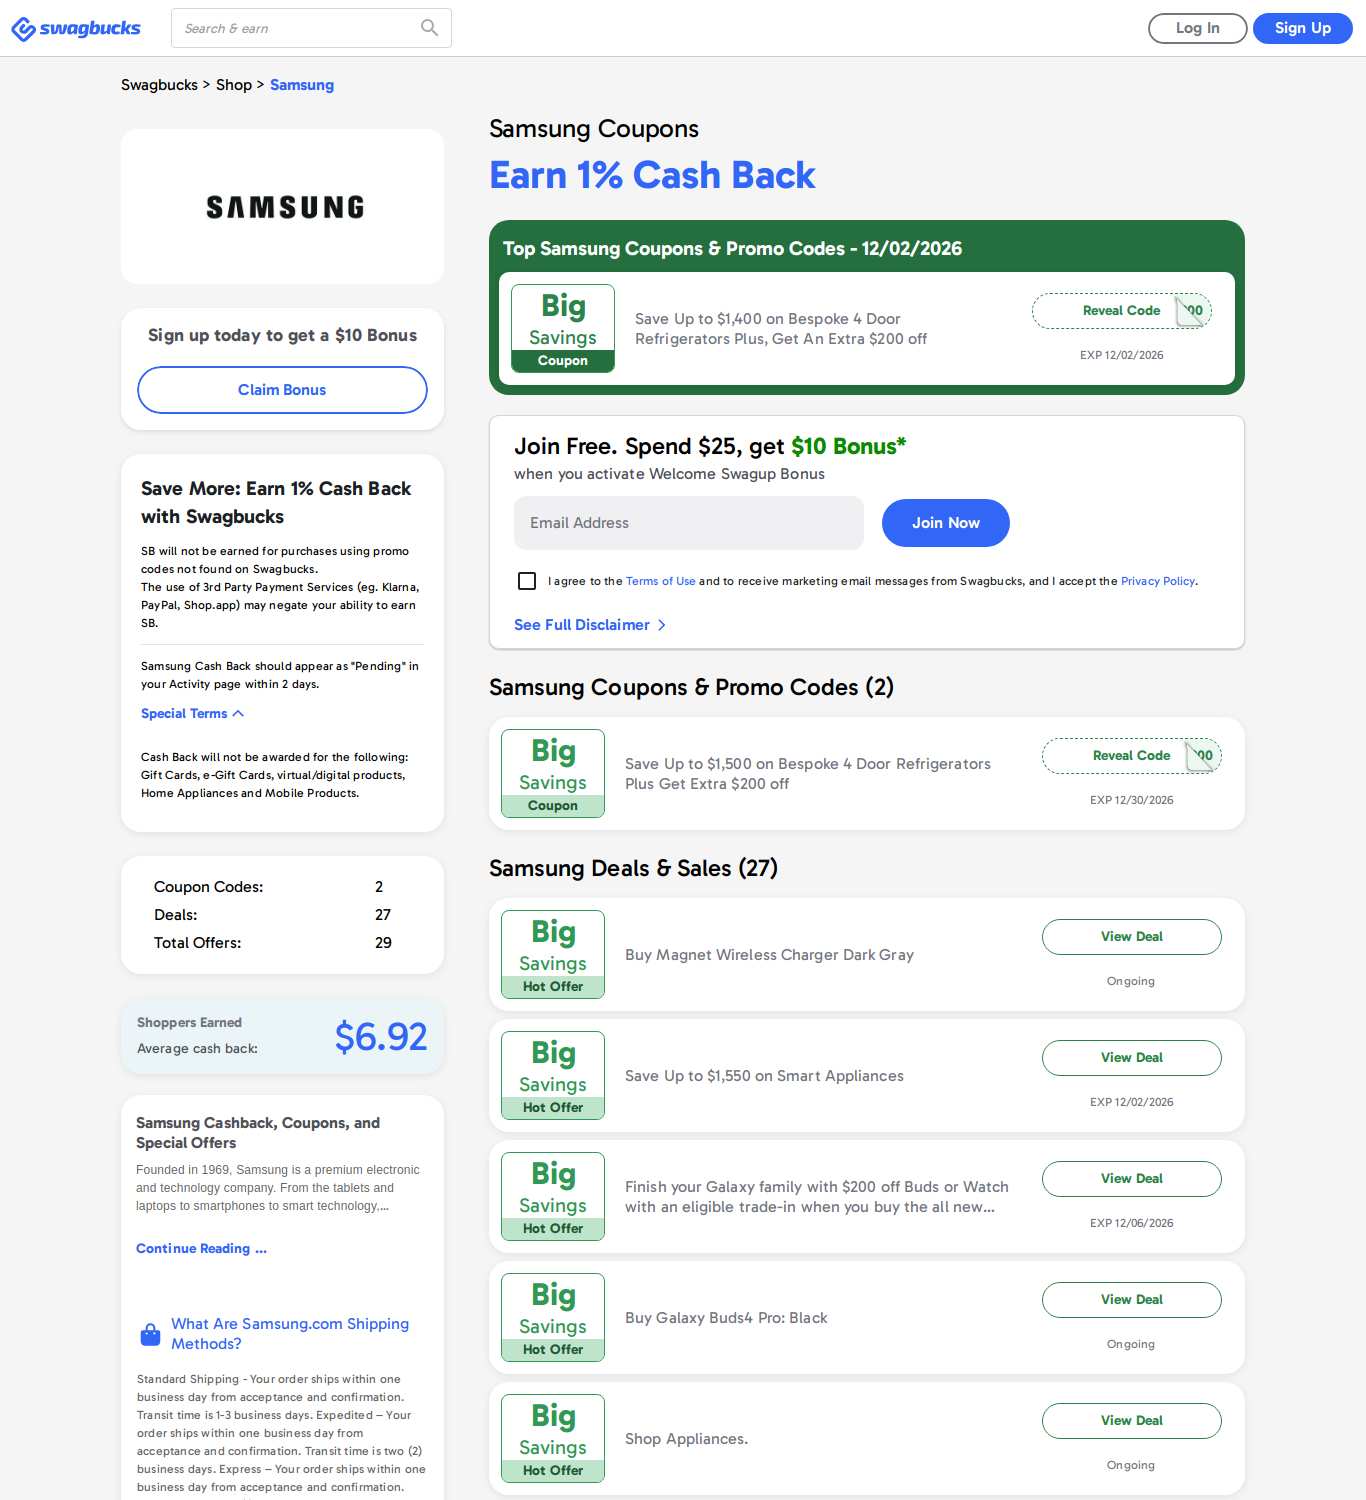 swagbucks
Search & earn
Log In
Sign Up
Swagbucks > Shop > Samsung
SAMSUNG
Sign up today to get a $10 Bonus
Claim Bonus
Save More: Earn 1% Cash Back
with Swagbucks
SB will not be earned for purchases using promo
codes not found on Swagbucks.
The use of 3rd Party Payment Services (eg. Klarna,
PayPal, Shop.app) may negate your ability to earn
SB.
Samsung Cash Back should appear as "Pending" in
your Activity page within 2 days.
Special Terms
Cash Back will not be awarded for the following:
Gift Cards, e-Gift Cards, virtual/digital products,
Home Appliances and Mobile Products.
Coupon Codes: 2
Deals: 27
Total Offers: 29
Shoppers Earned
Average cash back:
$6.92
Samsung Cashback, Coupons, and
Special Offers
Founded in 1969, Samsung is a premium electronic
and technology company. From the tablets and
laptops to smartphones to smart technology,...
Continue Reading ...
What Are Samsung.com Shipping
Methods?
Standard Shipping - Your order ships within one
business day from acceptance and confirmation.
Transit time is 1-3 business days. Expedited – Your
order ships within one business day from
acceptance and confirmation. Transit time is two (2)
business days. Express – Your order ships within one
business day from acceptance and confirmation.
Samsung Coupons
Earn 1% Cash Back
Top Samsung Coupons & Promo Codes - 12/02/2026
Big
Savings
Coupon
Save Up to $1,400 on Bespoke 4 Door
Refrigerators Plus, Get An Extra $200 off
Reveal Code
00
EXP 12/02/2026
Join Free. Spend $25, get $10 Bonus*
when you activate Welcome Swagup Bonus
Email Address
Join Now
I agree to the Terms of Use and to receive marketing email messages from Swagbucks, and I accept the Privacy Policy.
See Full Disclaimer
Samsung Coupons & Promo Codes (2)
Big
Savings
Coupon
Save Up to $1,500 on Bespoke 4 Door Refrigerators
Plus Get Extra $200 off
Reveal Code
00
EXP 12/30/2026
Samsung Deals & Sales (27)
Big
Savings
Hot Offer
Buy Magnet Wireless Charger Dark Gray
View Deal
Ongoing
Big
Savings
Hot Offer
Save Up to $1,550 on Smart Appliances
View Deal
EXP 12/02/2026
Big
Savings
Hot Offer
Finish your Galaxy family with $200 off Buds or Watch
with an eligible trade-in when you buy the all new...
View Deal
EXP 12/06/2026
Big
Savings
Hot Offer
Buy Galaxy Buds4 Pro: Black
View Deal
Ongoing
Big
Savings
Hot Offer
Shop Appliances.
View Deal
Ongoing